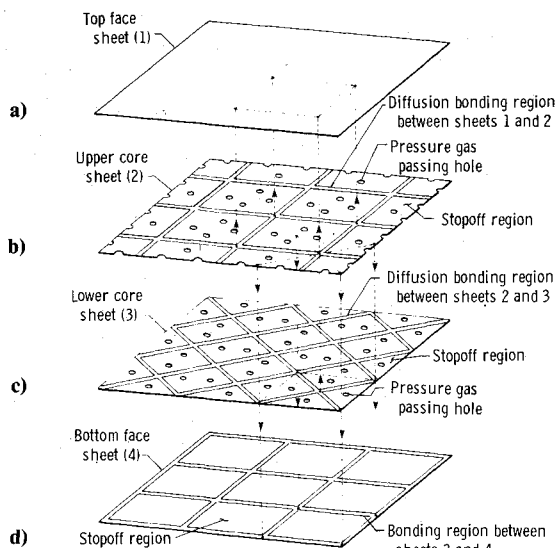 Top face
sheet (1)
a)
Diffusion bonding region
between sheets 1 and 2
Upper core
sheet (2)
Pressure gas
passing hole
Stopoff region
b)
Diffusion bonding region
between sheets 2 and 3
Lower core
sheet (3)
Stopoff region
c)
Pressure gas
passing hole
Bottom face
sheet (4)
d)
Stopoff region
Bonding region between